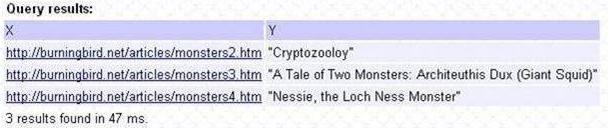 Query results:
X Y
http://burningbird.net/articles/monsters2.htm "Cryptozooloy"
http://burningbird.net/articles/monsters3.htm "A Tale of Two Monsters: Architeuthis Dux (Giant Squid)"
http://burningbird.net/articles/monsters4.htm "Nessie, the Loch Ness Monster"
3 results found in 47 ms.